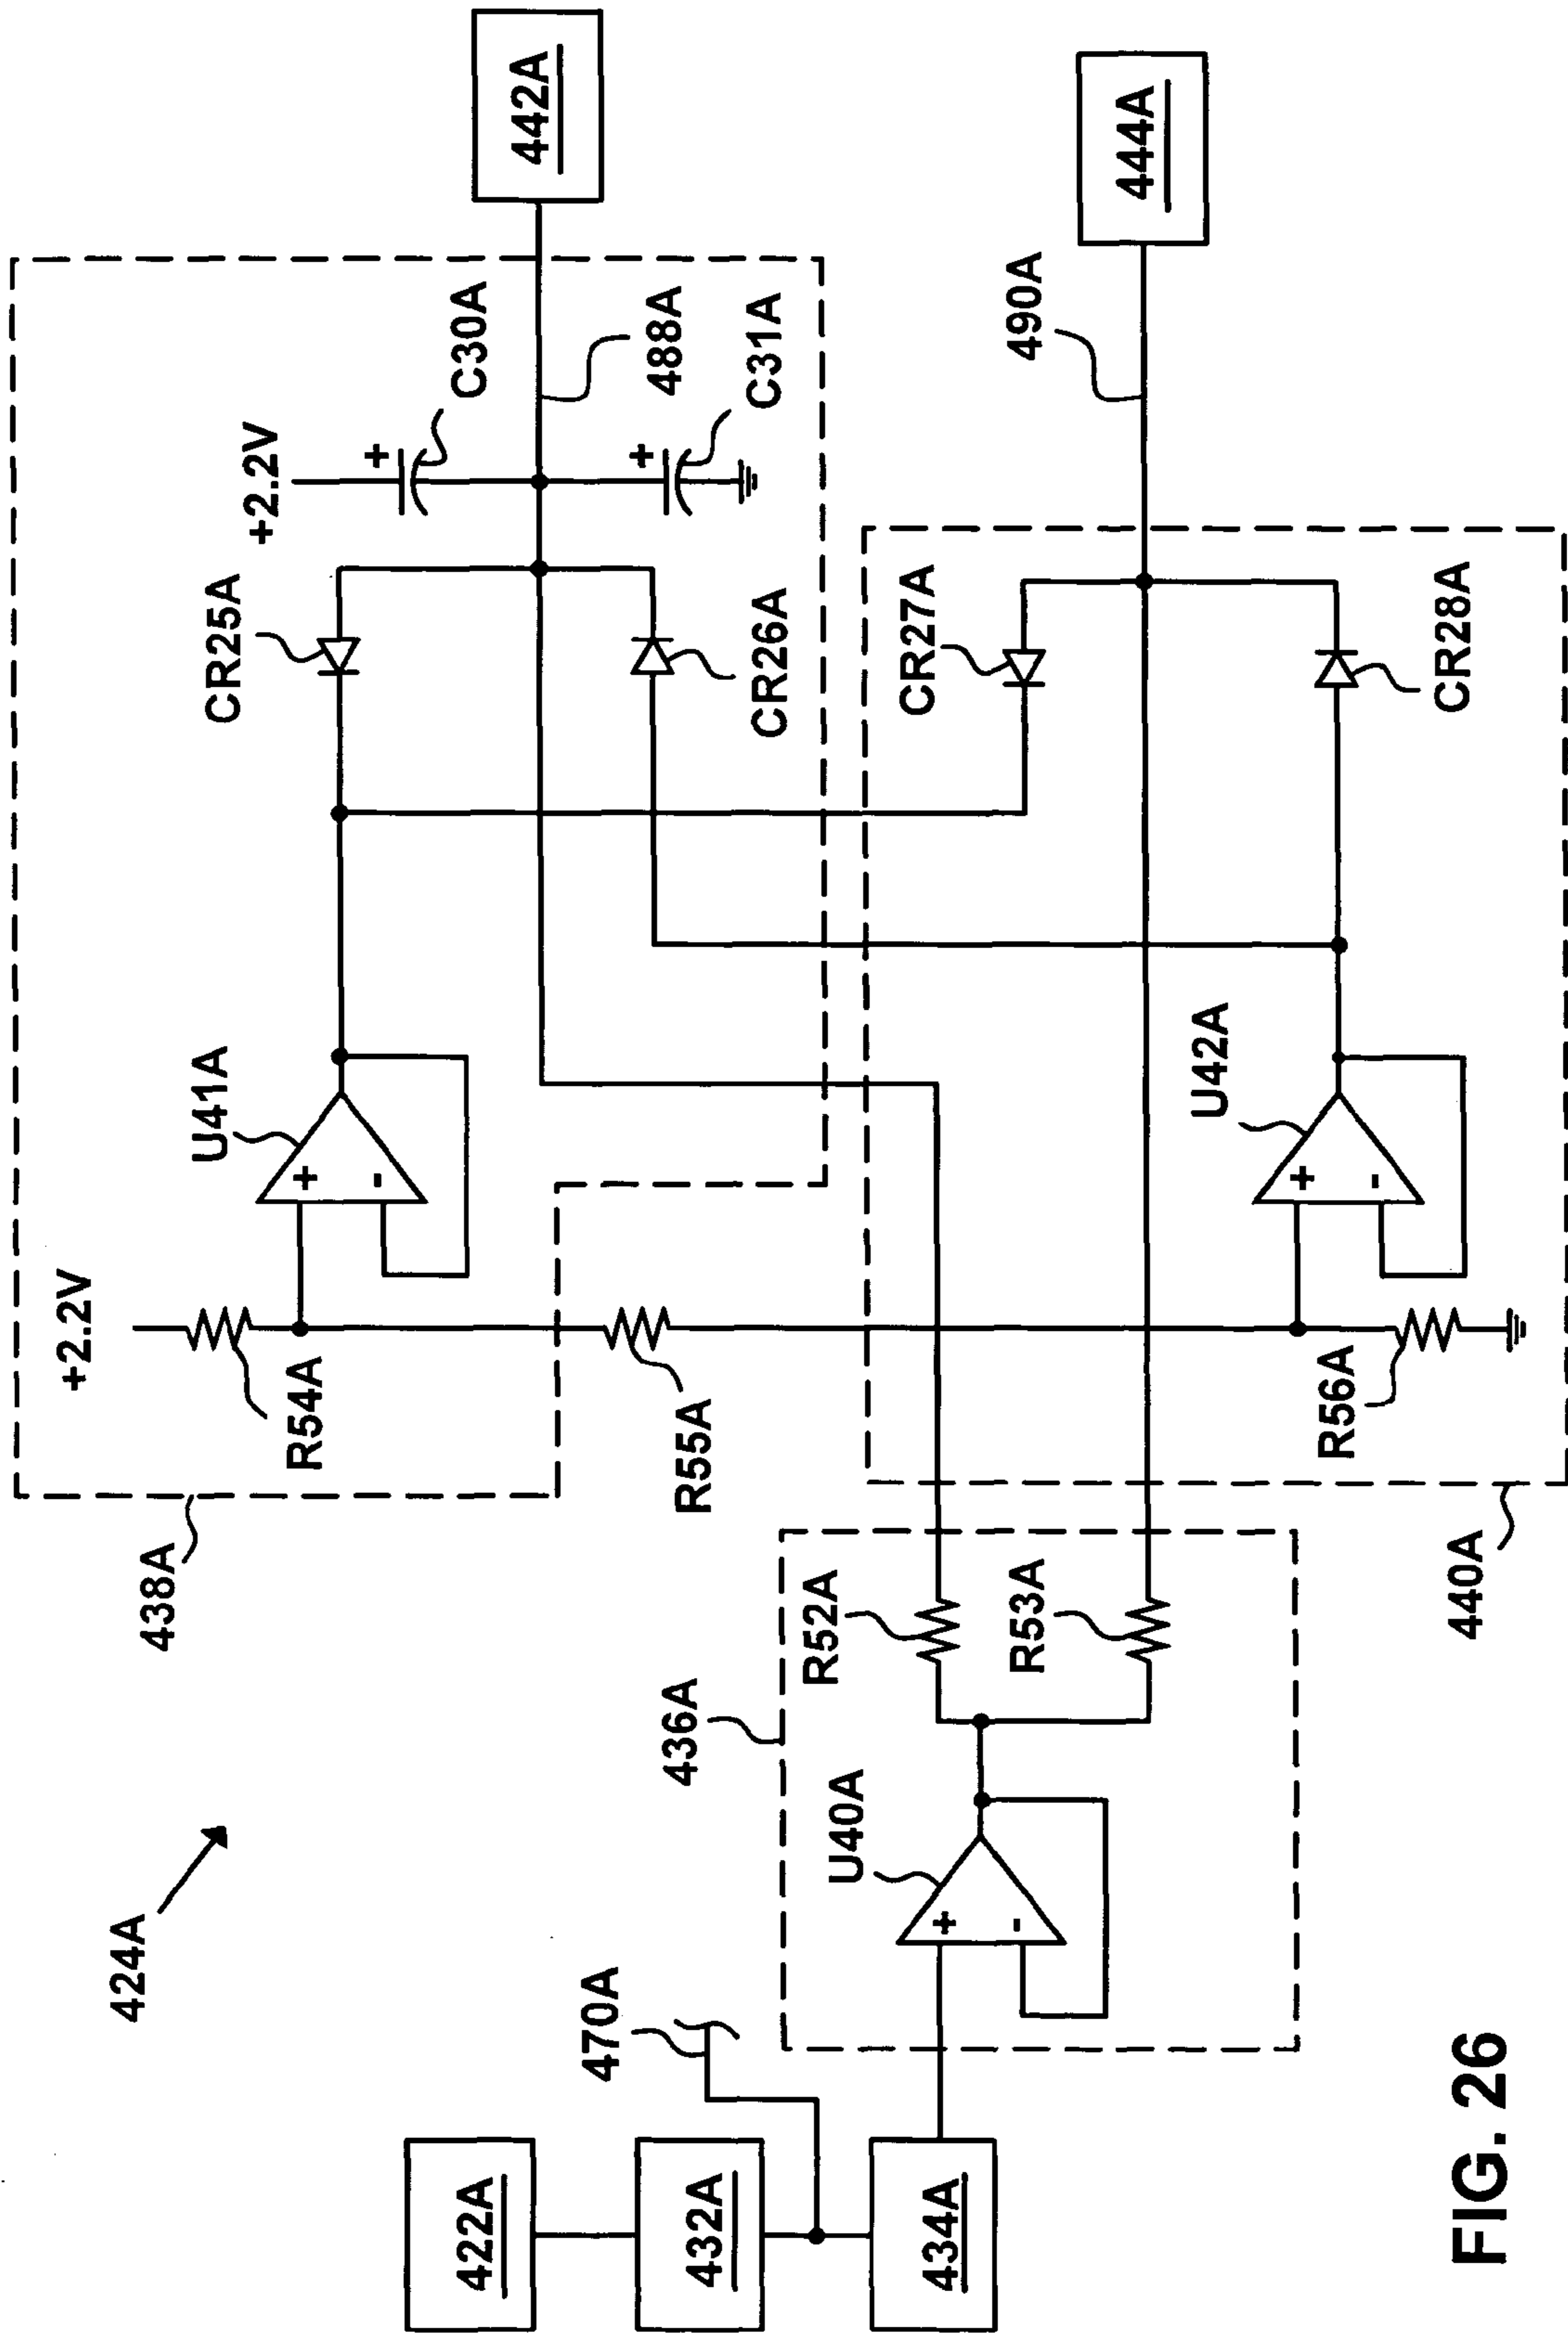 424A
438A
+2.2V
R54A
U41A
+
-
CR25A
+2.2V
+
C30A
442A
488A
+
C31A
CR26A
R55A
422A
432A
434A
470A
436A
U40A
+
-
R52A
R53A
CR27A
490A
444A
U42A
+
-
R56A
CR28A
440A
FIG. 26